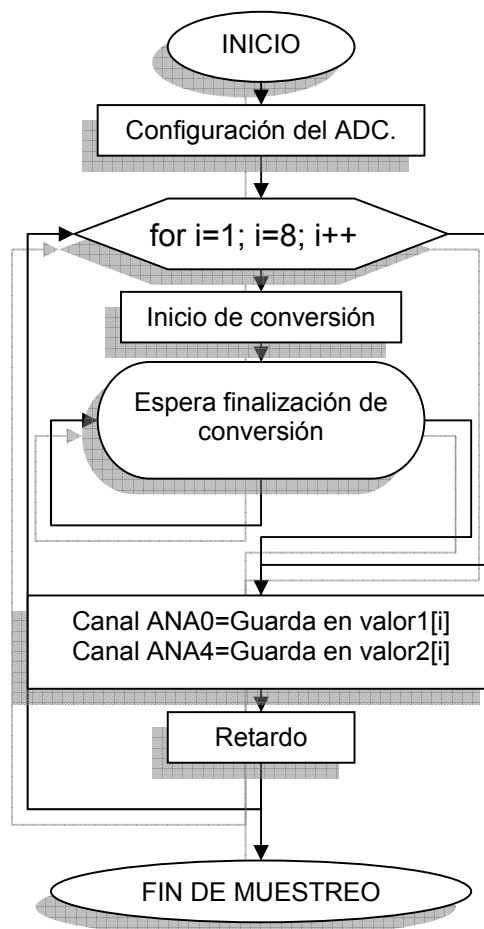 INICIO
Configuración del ADC.
for i=1; i=8; i++
Inicio de conversión
Espera finalización de
conversión
Canal ANA0=Guarda en valor1[i]
Canal ANA4=Guarda en valor2[i]
Retardo
FIN DE MUESTREO